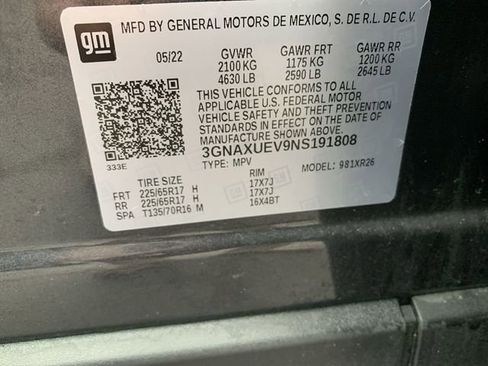 gm
MFD BY GENERAL MOTORS DE MEXICO, S. DE R.L. DE C.V.
05/22 GVWR GAWR FRT GAWR RR
2100 KG 1175 KG 1200 KG
4630 LB 2590 LB 2645 LB
THIS VEHICLE CONFORMS TO ALL
APPLICABLE U.S. FEDERAL MOTOR
VEHICLE SAFETY AND THEFT PREVENTION
STANDARDS IN EFFECT ON THE DATE OF
MANUFACTURE SHOWN ABOVE.
3GNAXUEV9NS191808
333E TYPE: MPV MODEL: 981XR26
TIRE SIZE RIM
FRT 225/65R17 H 17X7J
RR 225/65R17 H 17X7J
SPA T135/70R16 M 16X4BT